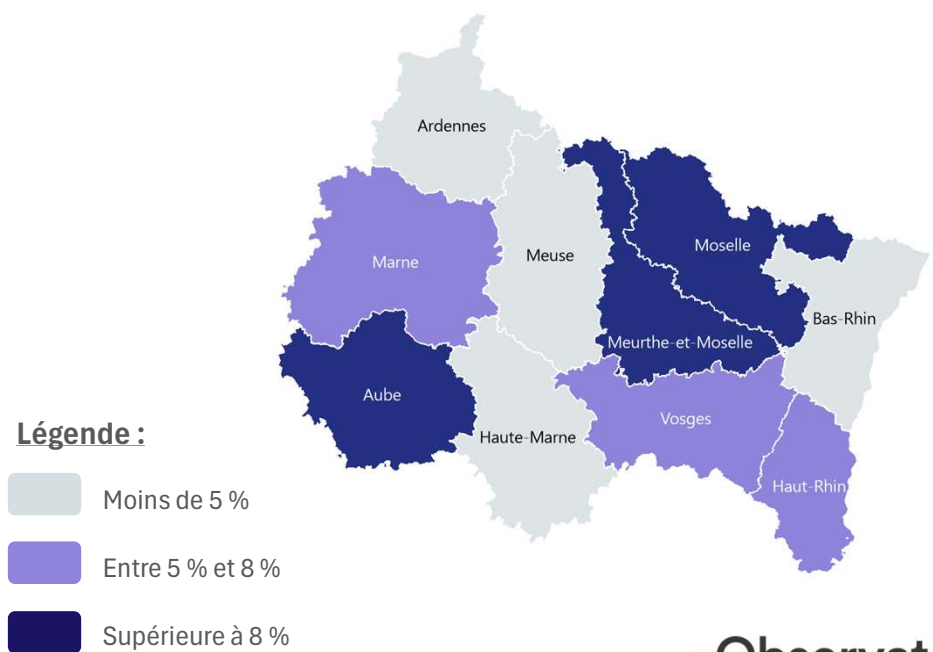 Ardennes
Moselle
Meuse
Marne
Bas-Rhin
Meurthe-et-Moselle
Aube
Vosges
Légende :
Haute-Marne
Haut-Rhin
Moins de 5 %
Entre 5 % et 8 %
Supérieure à 8 %
Observat